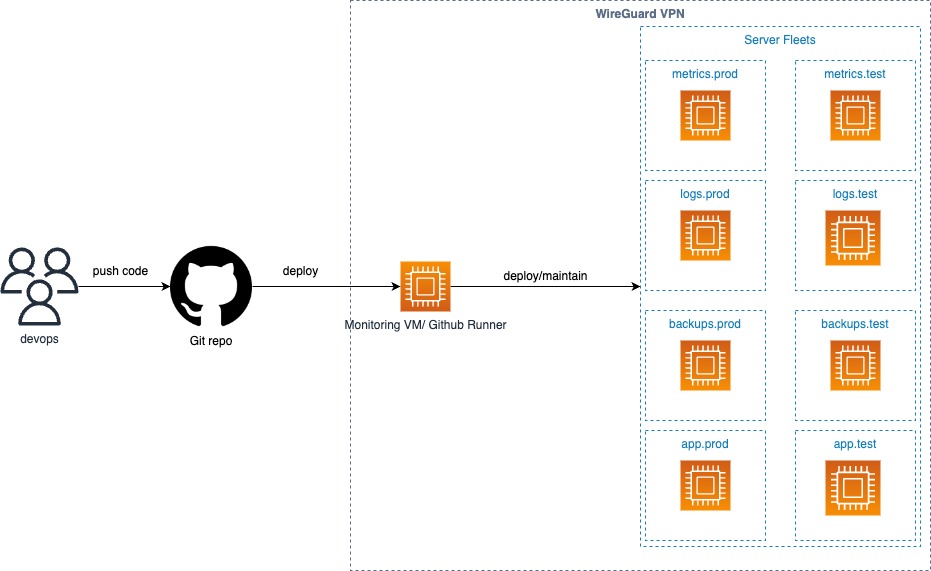 WireGuard VPN
Server Fleets
metrics.prod
metrics.test
logs.prod
logs.test
push code
deploy
deploy/maintain
devops
Git repo
Monitoring VM/ Github Runner
backups.prod
backups.test
app.prod
app.test